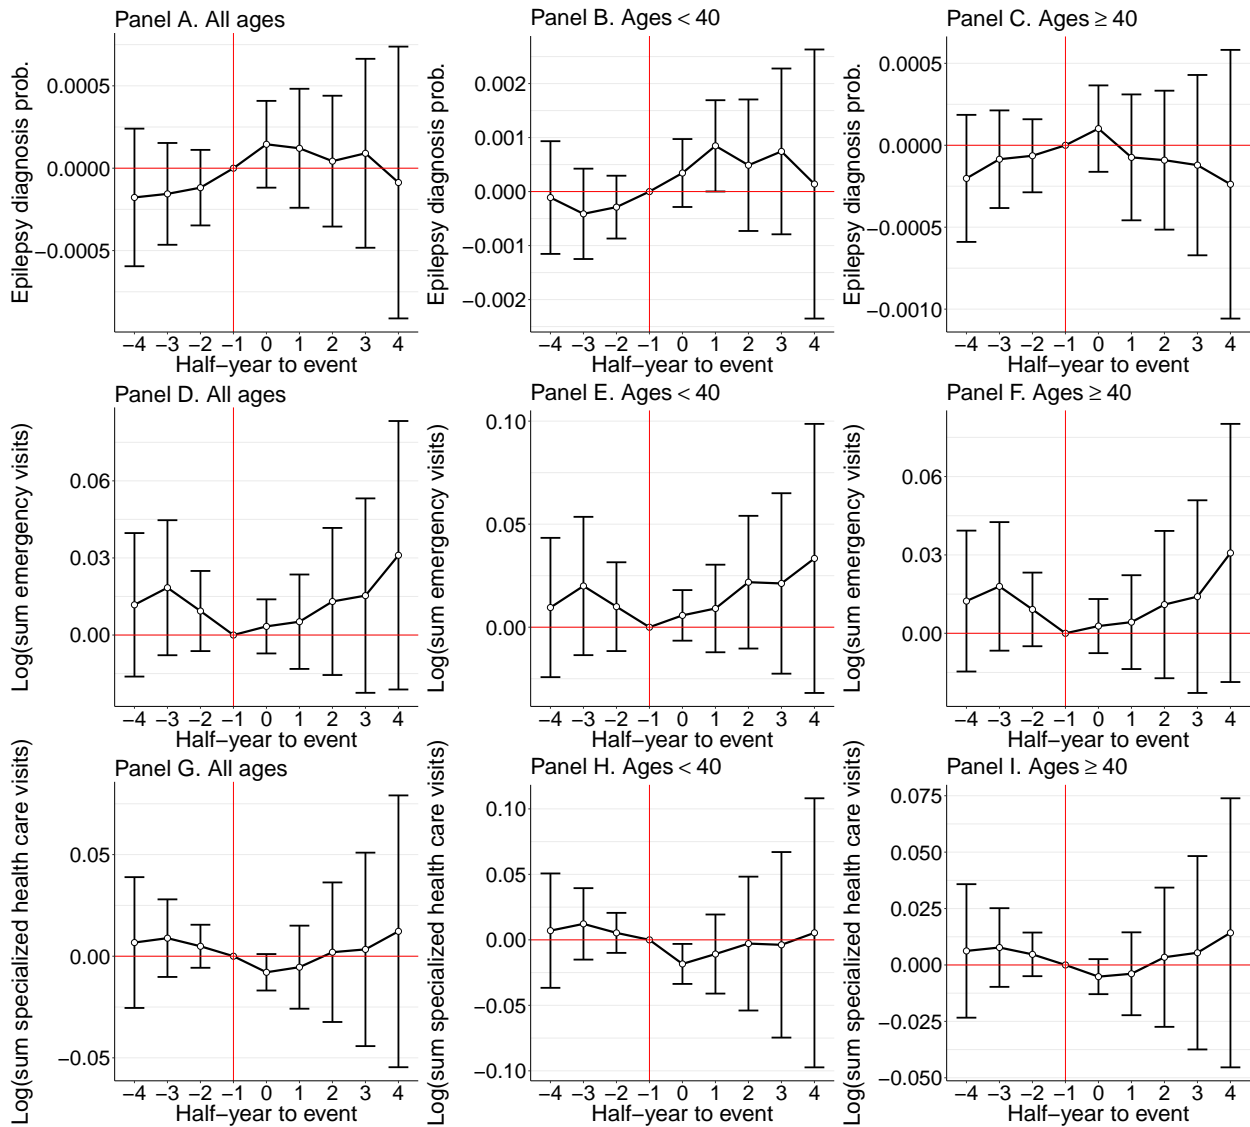 Panel A. All ages
Epilepsy diagnosis prob.
0.0005
0.0000
−0.0005
−4 −3 −2 −1 0 1 2 3 4
Half−year to event
Panel B. Ages < 40
Epilepsy diagnosis prob.
0.002
0.001
0.000
−0.001
−0.002
−4 −3 −2 −1 0 1 2 3 4
Half−year to event
Panel C. Ages ≥ 40
Epilepsy diagnosis prob.
0.0005
0.0000
−0.0005
−0.0010
−4 −3 −2 −1 0 1 2 3 4
Half−year to event
Panel D. All ages
Log(sum emergency visits)
0.06
0.03
0.00
−4 −3 −2 −1 0 1 2 3 4
Half−year to event
Panel E. Ages < 40
Log(sum emergency visits)
0.10
0.05
0.00
−4 −3 −2 −1 0 1 2 3 4
Half−year to event
Panel F. Ages ≥ 40
Log(sum emergency visits)
0.06
0.03
0.00
−4 −3 −2 −1 0 1 2 3 4
Half−year to event
Panel G. All ages
Log(sum specialized health care visits)
0.05
0.00
−0.05
−4 −3 −2 −1 0 1 2 3 4
Half−year to event
Panel H. Ages < 40
Log(sum specialized health care visits)
0.10
0.05
0.00
−0.05
−0.10
−4 −3 −2 −1 0 1 2 3 4
Half−year to event
Panel I. Ages ≥ 40
Log(sum specialized health care visits)
0.075
0.050
0.025
0.000
−0.025
−0.050
−4 −3 −2 −1 0 1 2 3 4
Half−year to event